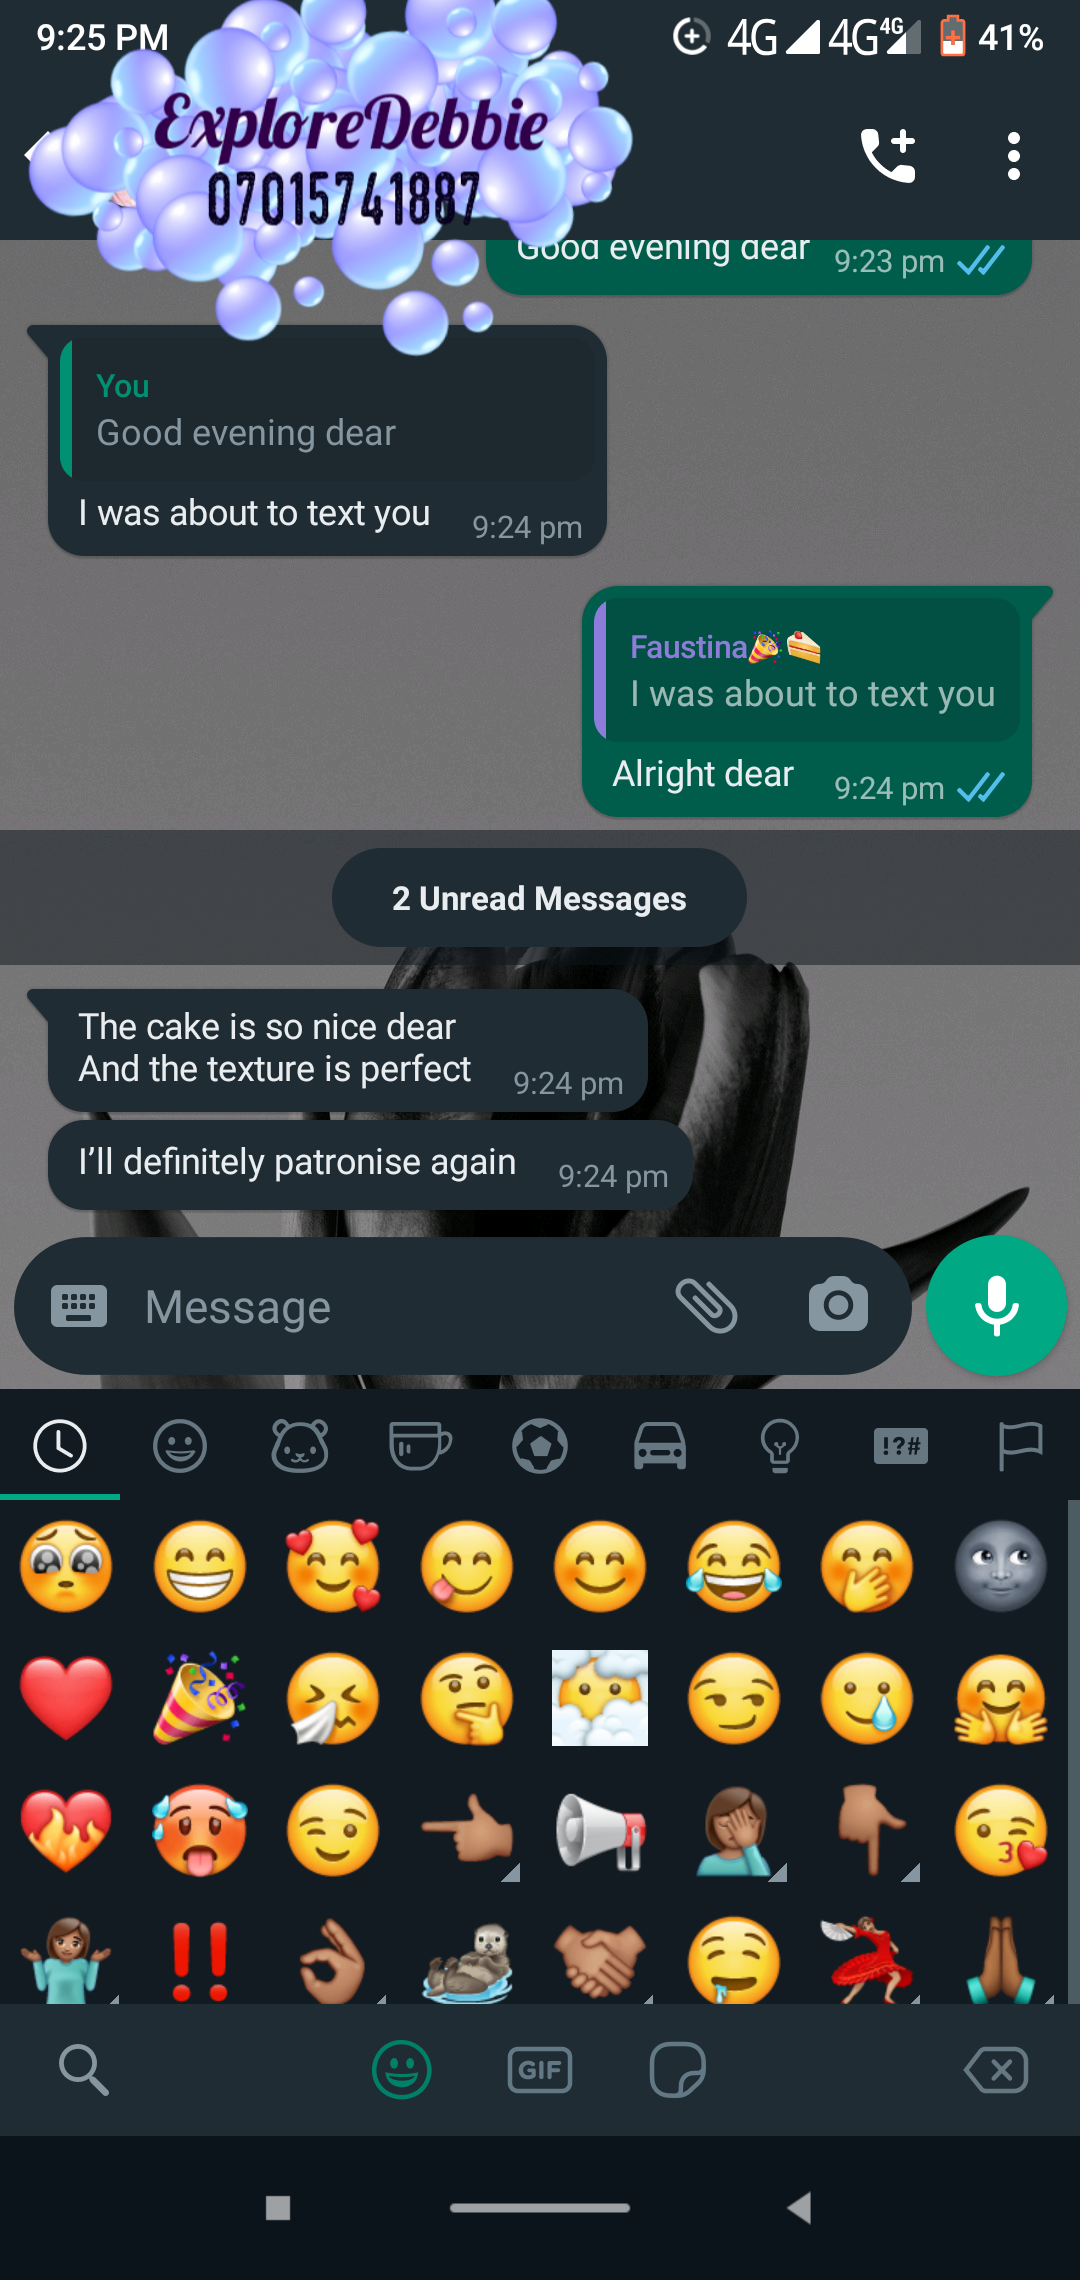 9:25 PM
4G 4G 4G 41%
ExploreDebbie
07015741887
Good evening dear 9:23 pm
You
Good evening dear
I was about to text you 9:24 pm
Faustina🎉🍰
I was about to text you
Alright dear 9:24 pm
2 Unread Messages
The cake is so nice dear
And the texture is perfect 9:24 pm
I’ll definitely patronise again 9:24 pm
Message
!?#
GIF